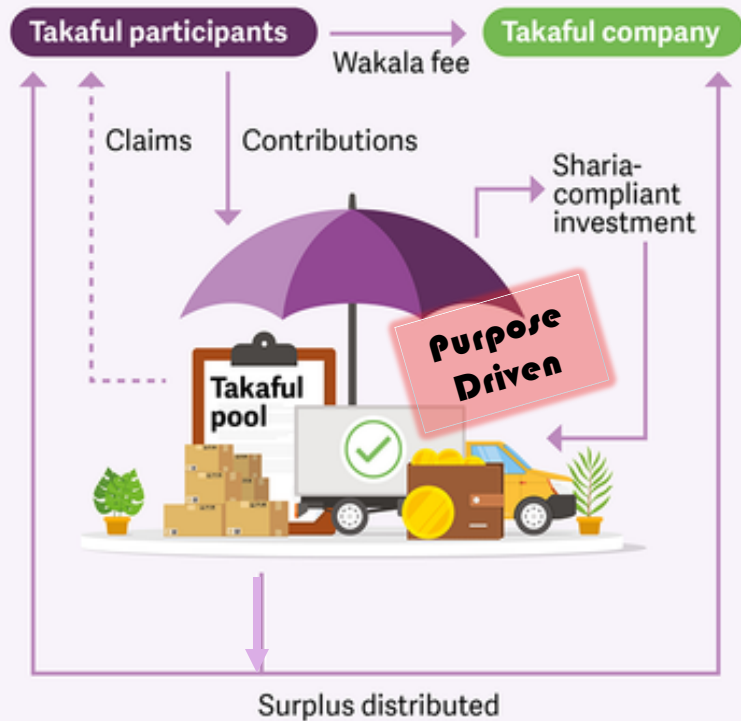 Takaful participants
Takaful company
Wakala fee
Claims
Contributions
Sharia-
compliant
investment
Purpose
Driven
Takaful
pool
Surplus distributed